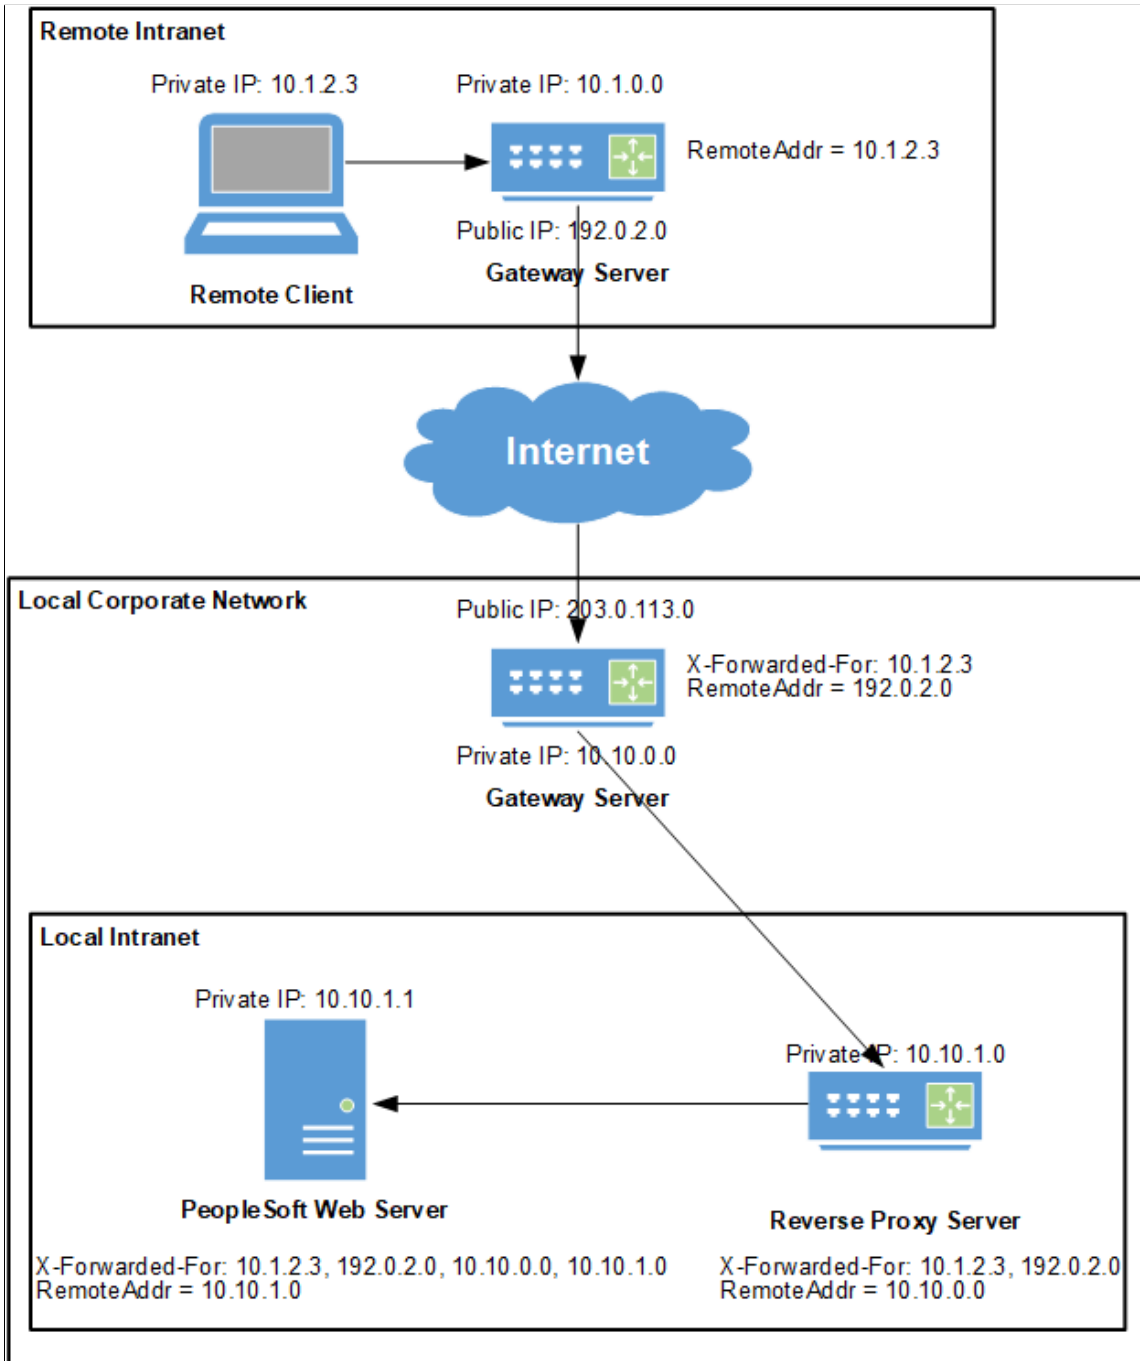 Remote Intranet
Private IP: 10.1.2.3
Private IP: 10.1.0.0
RemoteAddr = 10.1.2.3
Public IP: 192.0.2.0
Gateway Server
Remote Client
Internet
Local Corporate Network
Public IP: 203.0.113.0
X-Forwarded-For: 10.1.2.3
RemoteAddr = 192.0.2.0
Private IP: 10.10.0.0
Gateway Server
Local Intranet
Private IP: 10.10.1.1
Private IP: 10.10.1.0
PeopleSoft Web Server
Reverse Proxy Server
X-Forwarded-For: 10.1.2.3, 192.0.2.0, 10.10.0.0, 10.10.1.0
RemoteAddr = 10.10.1.0
X-Forwarded-For: 10.1.2.3, 192.0.2.0
RemoteAddr = 10.10.0.0